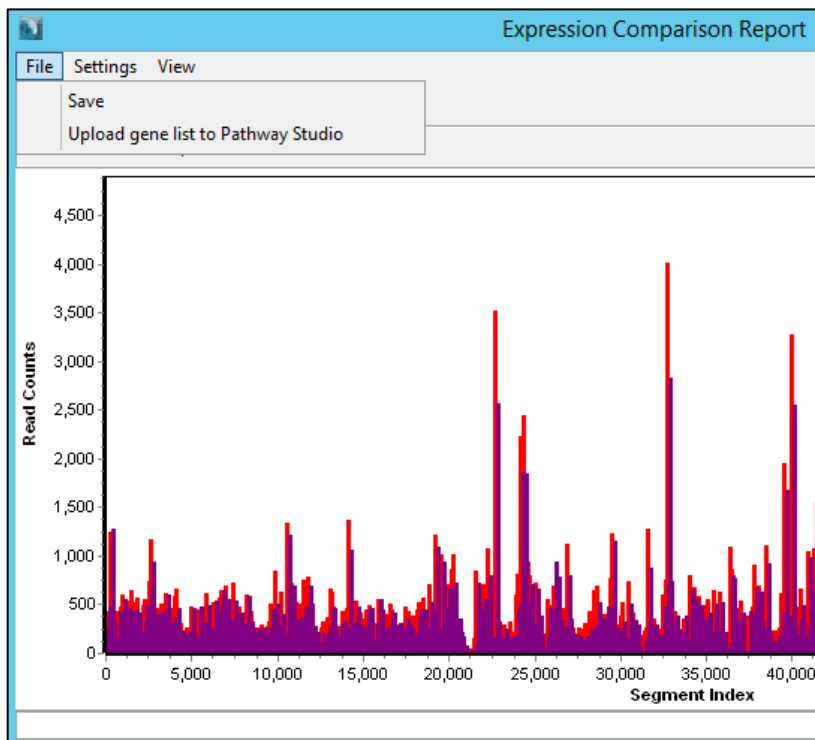 Expression Comparison Report
File Settings View
Save
Upload gene list to Pathway Studio
4,500
4,000
3,500
3,000
2,500
2,000
1,500
1,000
500
0
Read Counts
0 5,000 10,000 15,000 20,000 25,000 30,000 35,000 40,000
Segment Index